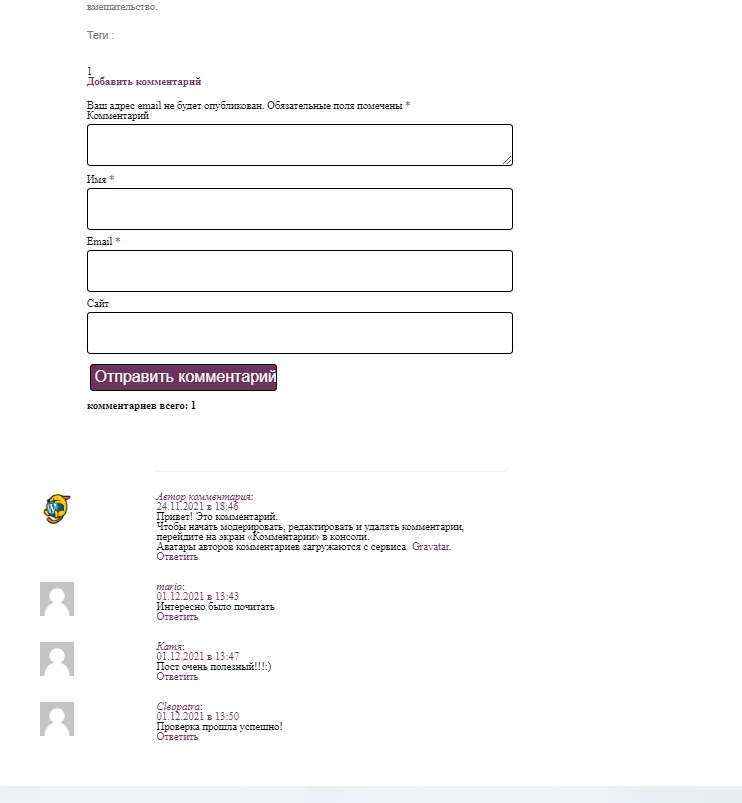 вмешательство.
Теги :
1
Добавить комментарий
Ваш адрес email не будет опубликован. Обязательные поля помечены *
Комментарий
Имя *
Email *
Сайт
Отправить комментарий
комментариев всего: 1
Автор комментария:
24.11.2021 в 18:46
Привет! Это комментарий.
Чтобы начать модерировать, редактировать и удалять комментарии,
перейдите на экран «Комментарии» в консоли.
Аватары авторов комментариев загружаются с сервиса Gravatar.
Ответить
mario:
01.12.2021 в 13:43
Интересно было почитать
Ответить
Катя:
01.12.2021 в 13:47
Пост очень полезный!!!:)
Ответить
Cleopatra:
01.12.2021 в 13:50
Проверка прошла успешно!
Ответить